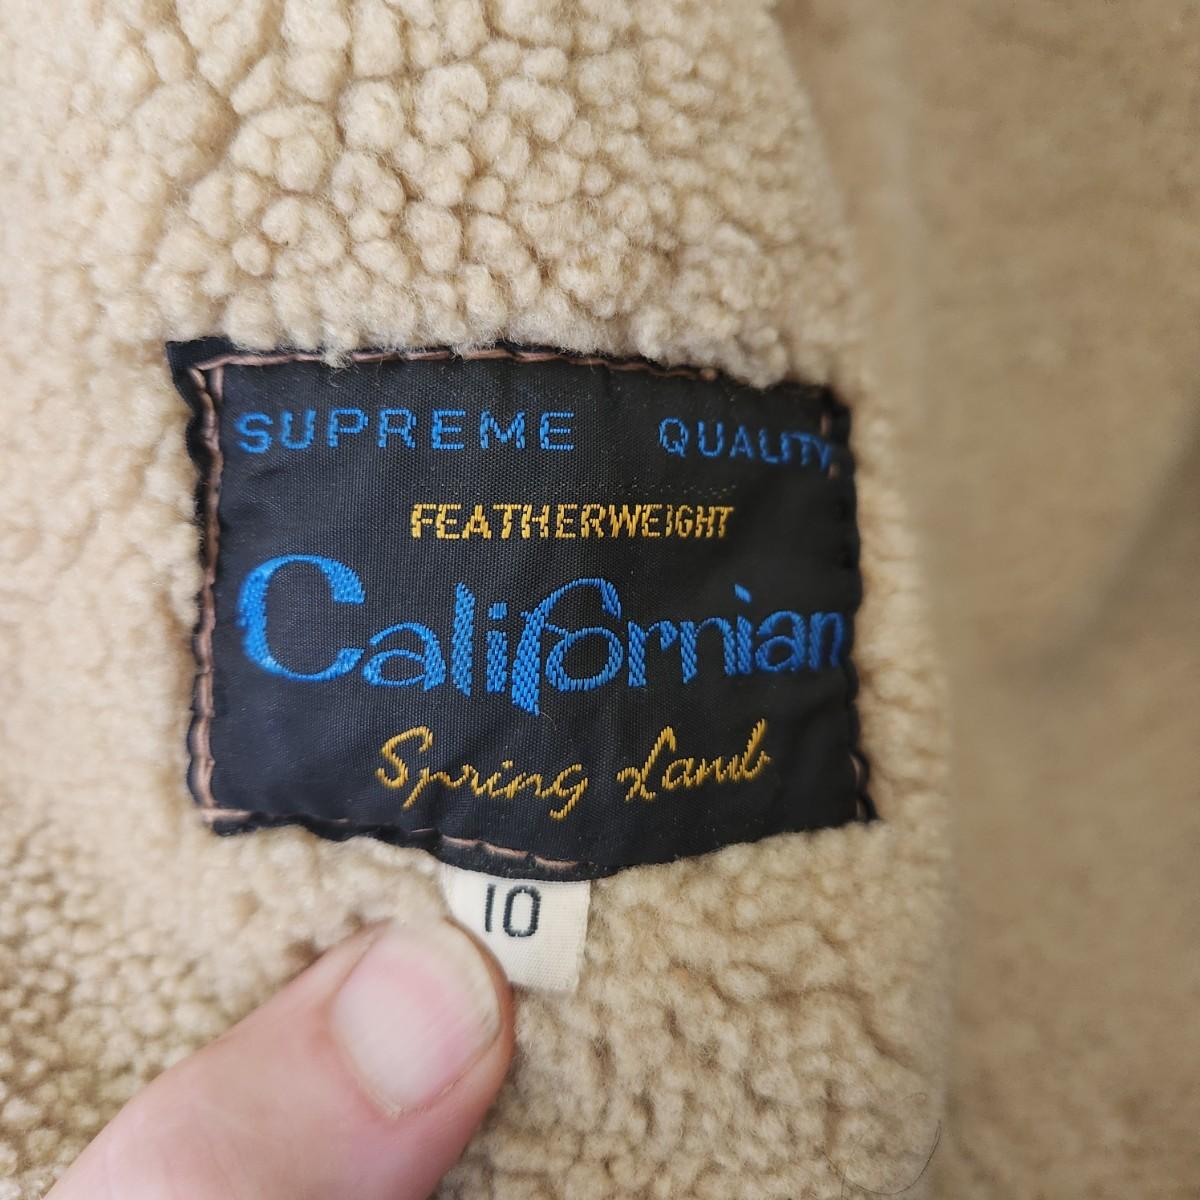 SUPREME QUALITY
FEATHERWEIGHT
Californian
Spring Lamb
10